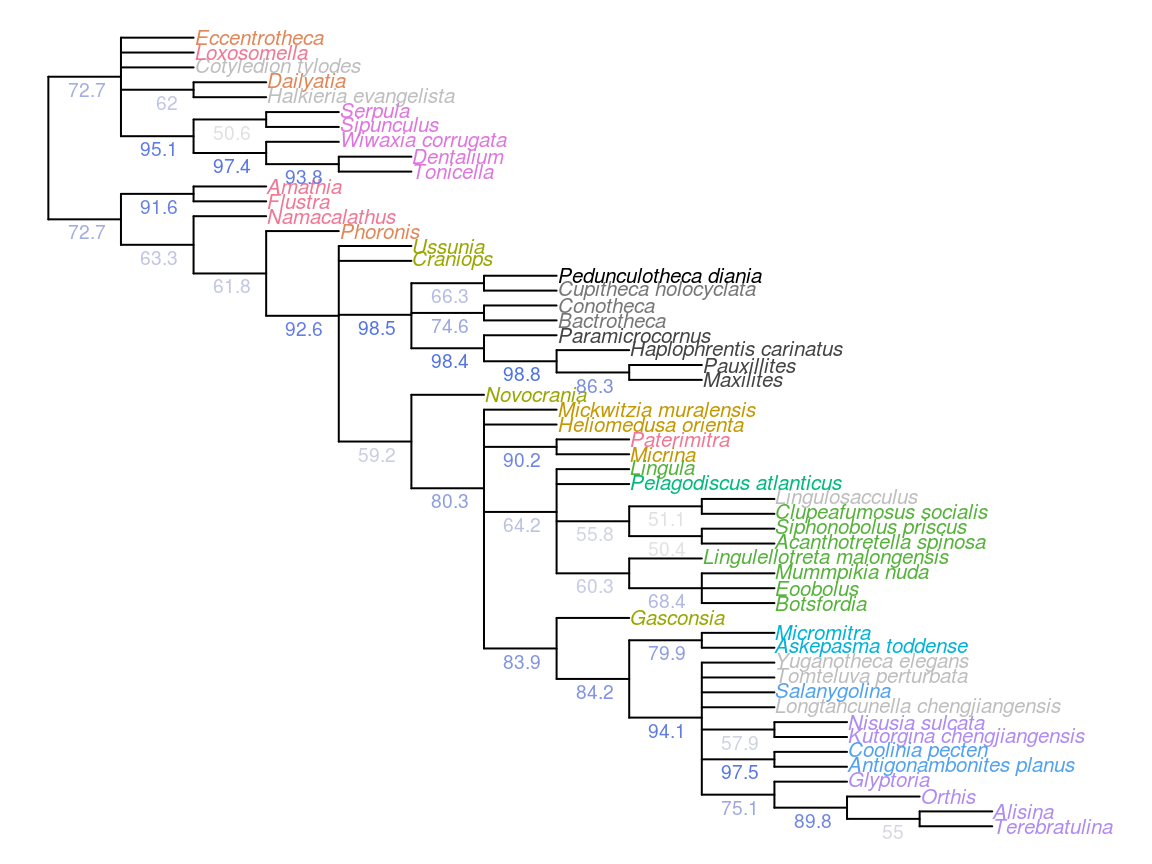 Eccentrotheca
Loxosomella
Cotyledion tylodes
72.7
Dailyatia
62
Halkieria evangelista
Serpula
50.6
Sipunculus
95.1
Wiwaxia corrugata
97.4
Dentalium
93.8
Tonicella
Amathia
91.6
Flustra
Namacalathus
72.7
Phoronis
63.3
Ussunia
Craniops
61.8
Pedunculotheca diania
66.3
Cupitheca holocyclata
Conotheca
92.6
98.5
74.6
Bactrotheca
Paramicrocornus
98.4
Haplophrentis carinatus
98.8
Pauxillites
86.3
Maxilites
Novocrania
Mickwitzia muralensis
Heliomedusa orienta
59.2
Paterimitra
90.2
Micrina
Lingula
Pelagodiscus atlanticus
80.3
Lingulosacculus
51.1
Clupeafumosus socialis
64.2
55.8
Siphonobolus priscus
50.4
Acanthotretella spinosa
Lingulellotreta malongensis
60.3
Mummpikia nuda
Eoobolus
68.4
Botsfordia
Gasconsia
Micromitra
79.9
Askepasma toddense
83.9
Yuganotheca elegans
Tomteluva perturbata
84.2
Salanygolina
Longtancunella chengjiangensis
94.1
Nisusia sulcata
57.9
Kutorgina chengjiangensis
Coolinia pecten
97.5
Antigonambonites planus
Glyptoria
75.1
Orthis
89.8
Alisina
55
Terebratulina